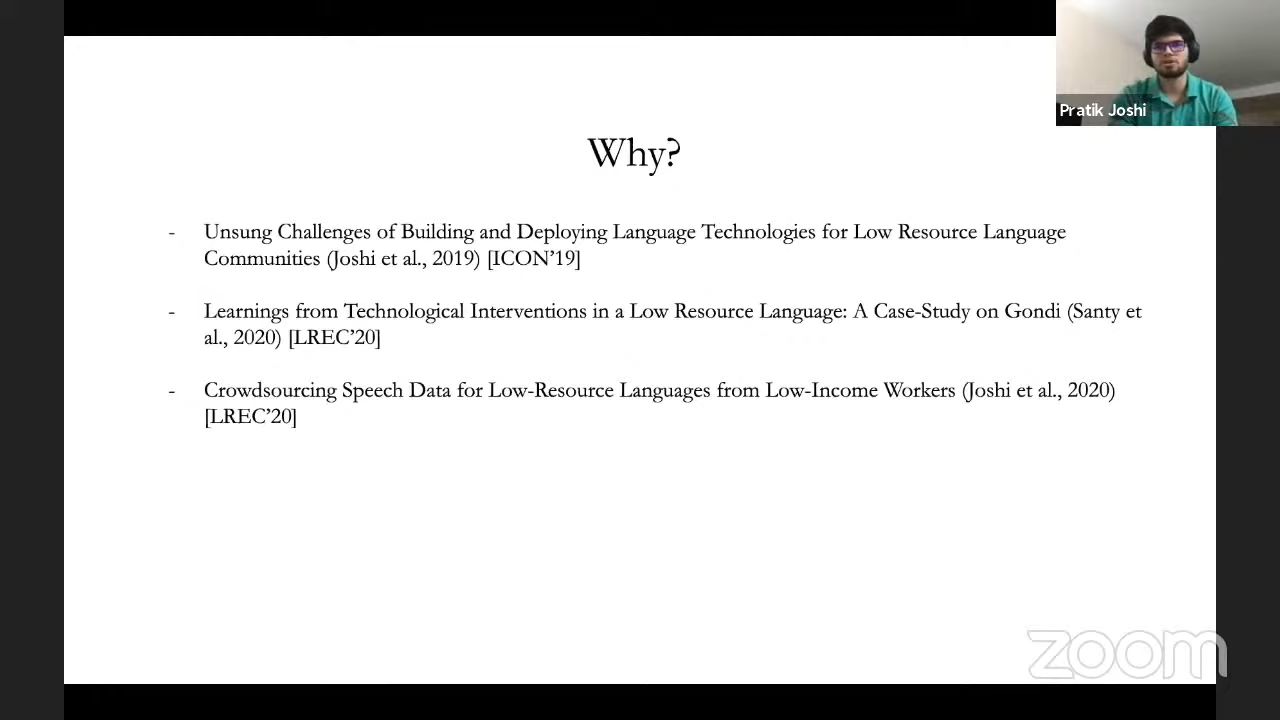 Pratik Joshi
Why?
- Unsung Challenges of Building and Deploying Language Technologies for Low Resource Language
Communities (Joshi et al., 2019) [ICON’19]
- Learnings from Technological Interventions in a Low Resource Language: A Case-Study on Gondi (Santy et
al., 2020) [LREC’20]
- Crowdsourcing Speech Data for Low-Resource Languages from Low-Income Workers (Joshi et al., 2020)
[LREC’20]
zoom